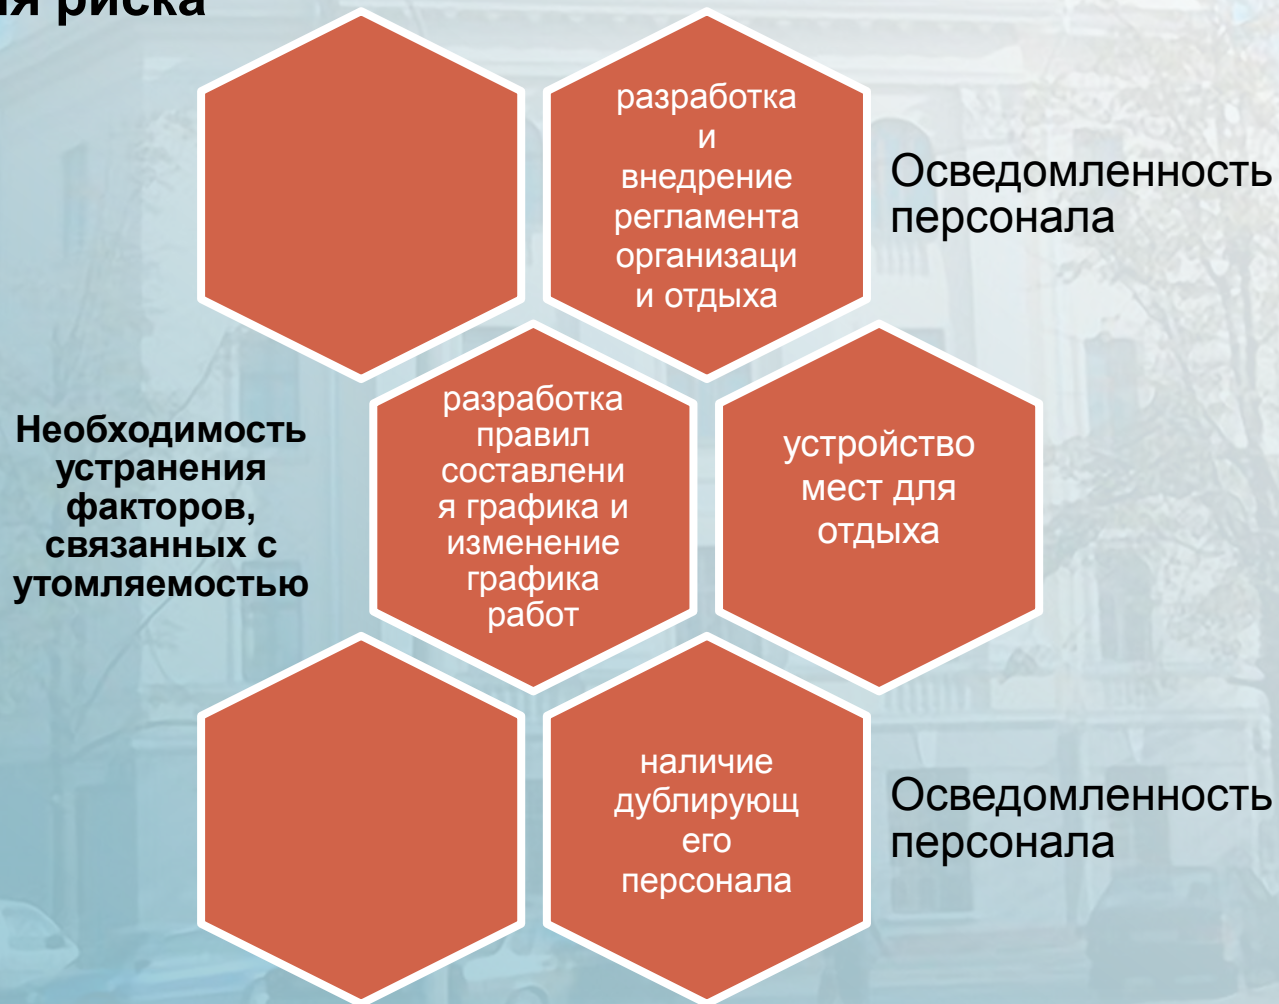 риска
разработка
и
внедрение
регламента
организаци
и отдыха
Осведомленность
персонала
Необходимость
устранения
факторов,
связанных с
утомляемостью
разработка
правил
составлени
я графика и
изменение
графика
работ
устройство
мест для
отдыха
наличие
дублирующ
его
персонала
Осведомленность
персонала